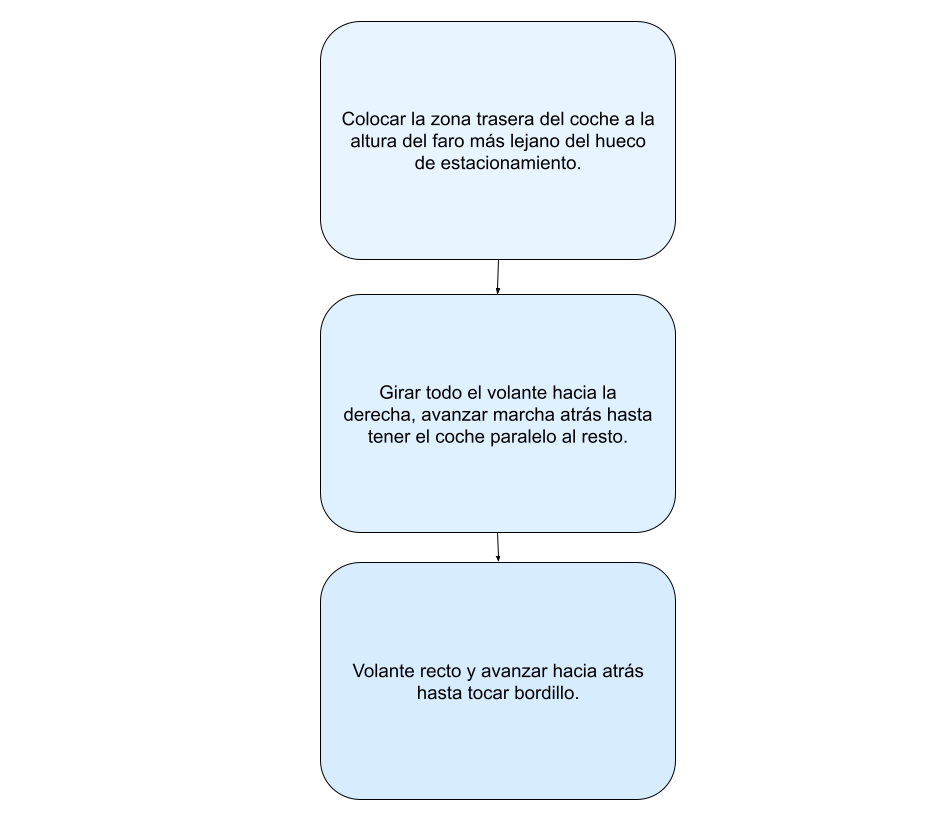 Colocar la zona trasera del coche a la
altura del faro más lejano del hueco
de estacionamiento.
Girar todo el volante hacia la
derecha, avanzar marcha atrás hasta
tener el coche paralelo al resto.
Volante recto y avanzar hacia atrás
hasta tocar bordillo.